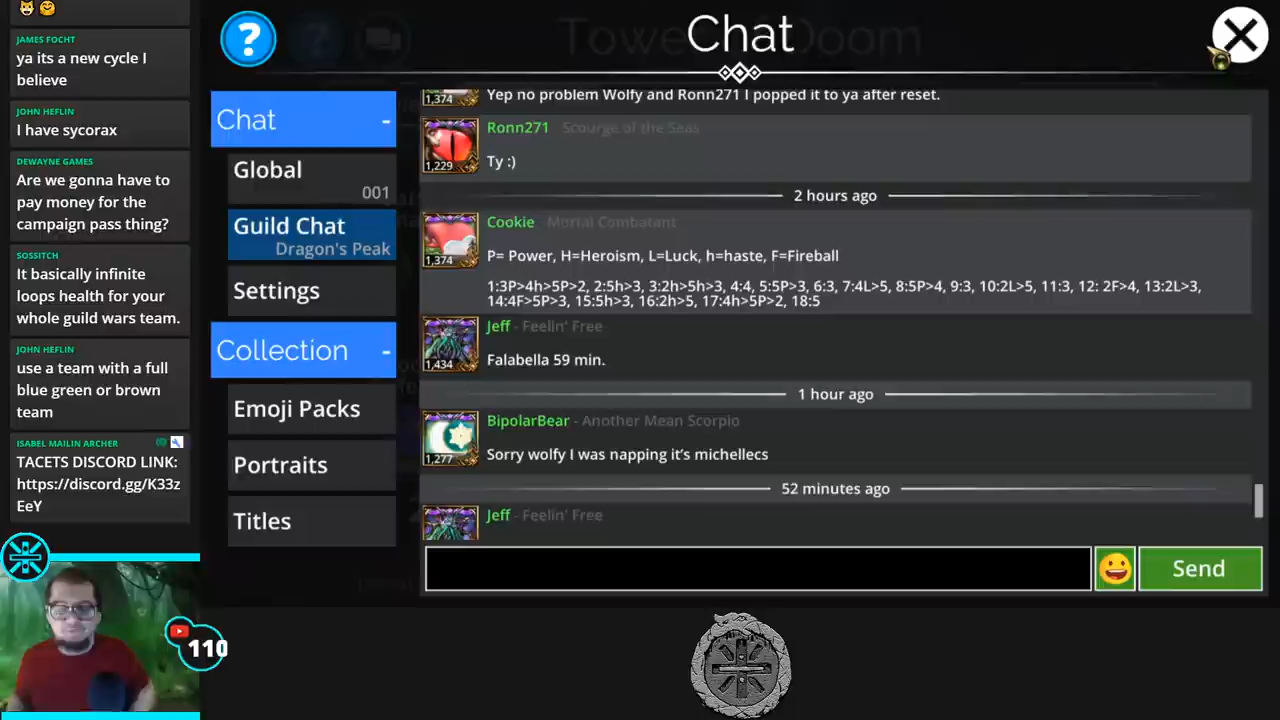 JAMES FOCHT
ya its a new cycle I
believe
JOHN HEFLIN
I have sycorax
DEWAYNE GAMES
Are we gonna have to
pay money for the
campaign pass thing?
SOSSITCH
It basically infinite
loops health for your
whole guild wars team.
JOHN HEFLIN
use a team with a full
blue green or brown
team
ISABEL MAILIN ARCHER
TACETS DISCORD LINK:
https://discord.gg/K33z
EeY
110
?
Chat
Chat -
Global
001
Guild Chat
Dragon's Peak
Settings
Collection -
Emoji Packs
Portraits
Titles
1,374
Yep no problem Wolfy and Ronn271 I popped it to ya after reset.
Ronn271 Scourge of the Seas
1,229
Ty :)
2 hours ago
Cookie Mortal Combatant
1,374
P= Power, H=Heroism, L=Luck, h=haste, F=Fireball
1:3P>4h>5P>2, 2:5h>3, 3:2h>5h>3, 4:4, 5:5P>3, 6:3, 7:4L>5, 8:5P>4, 9:3, 10:2L>5, 11:3, 12: 2F>4, 13:2L>3,
14:4F>5P>3, 15:5h>3, 16:2h>5, 17:4h>5P>2, 18:5
Jeff - Feelin' Free
1,434
Falabella 59 min.
1 hour ago
BipolarBear - Another Mean Scorpio
1,277
Sorry wolfy I was napping it's michellecs
52 minutes ago
Jeff - Feelin' Free
Send